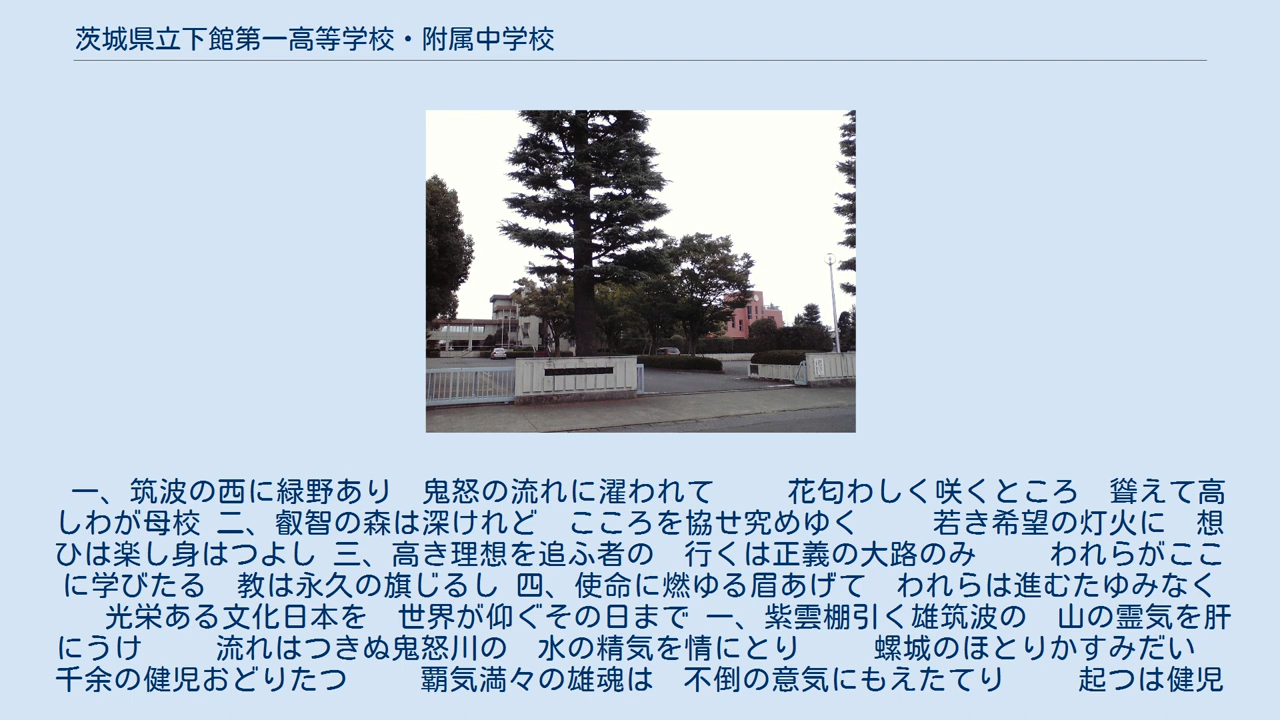 茨城県立下館第一高等学校・附属中学校
一、筑波の西に緑野あり　鬼怒の流れに濯われて　　花匂わしく咲くところ　聳えて高
しわが母校 二、叡智の森は深けれど　こころを協せ究めゆく　　若き希望の灯火に　想
ひは楽し身はつよし 三、高き理想を追ふ者の　行くは正義の大路のみ　　われらがここ
に学びたる　教は永久の旗じるし 四、使命に燃ゆる眉あげて　われらは進むたゆみなく
　光栄ある文化日本を　世界が仰ぐその日まで 一、紫雲棚引く雄筑波の　山の霊気を肝
にうけ　　流れはつきぬ鬼怒川の　水の精気を情にとり　　螺城のほとりかすみだい
千余の健児おどりたつ　　覇気満々の雄魂は　不倒の意気にもえたてり　　起つは健児